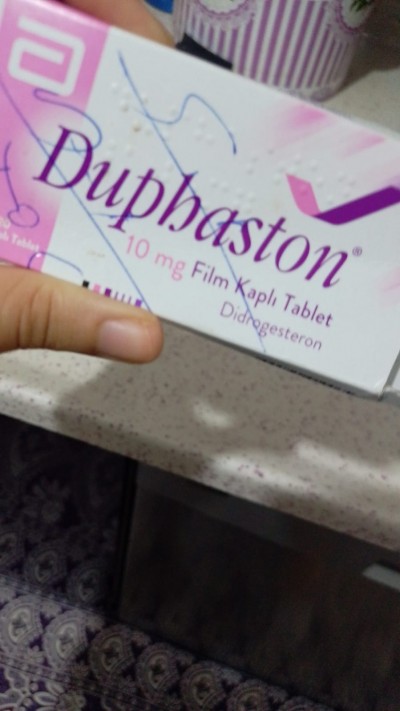 Duphaston®
10 mg Film Kaplı Tablet
Didrogesteron